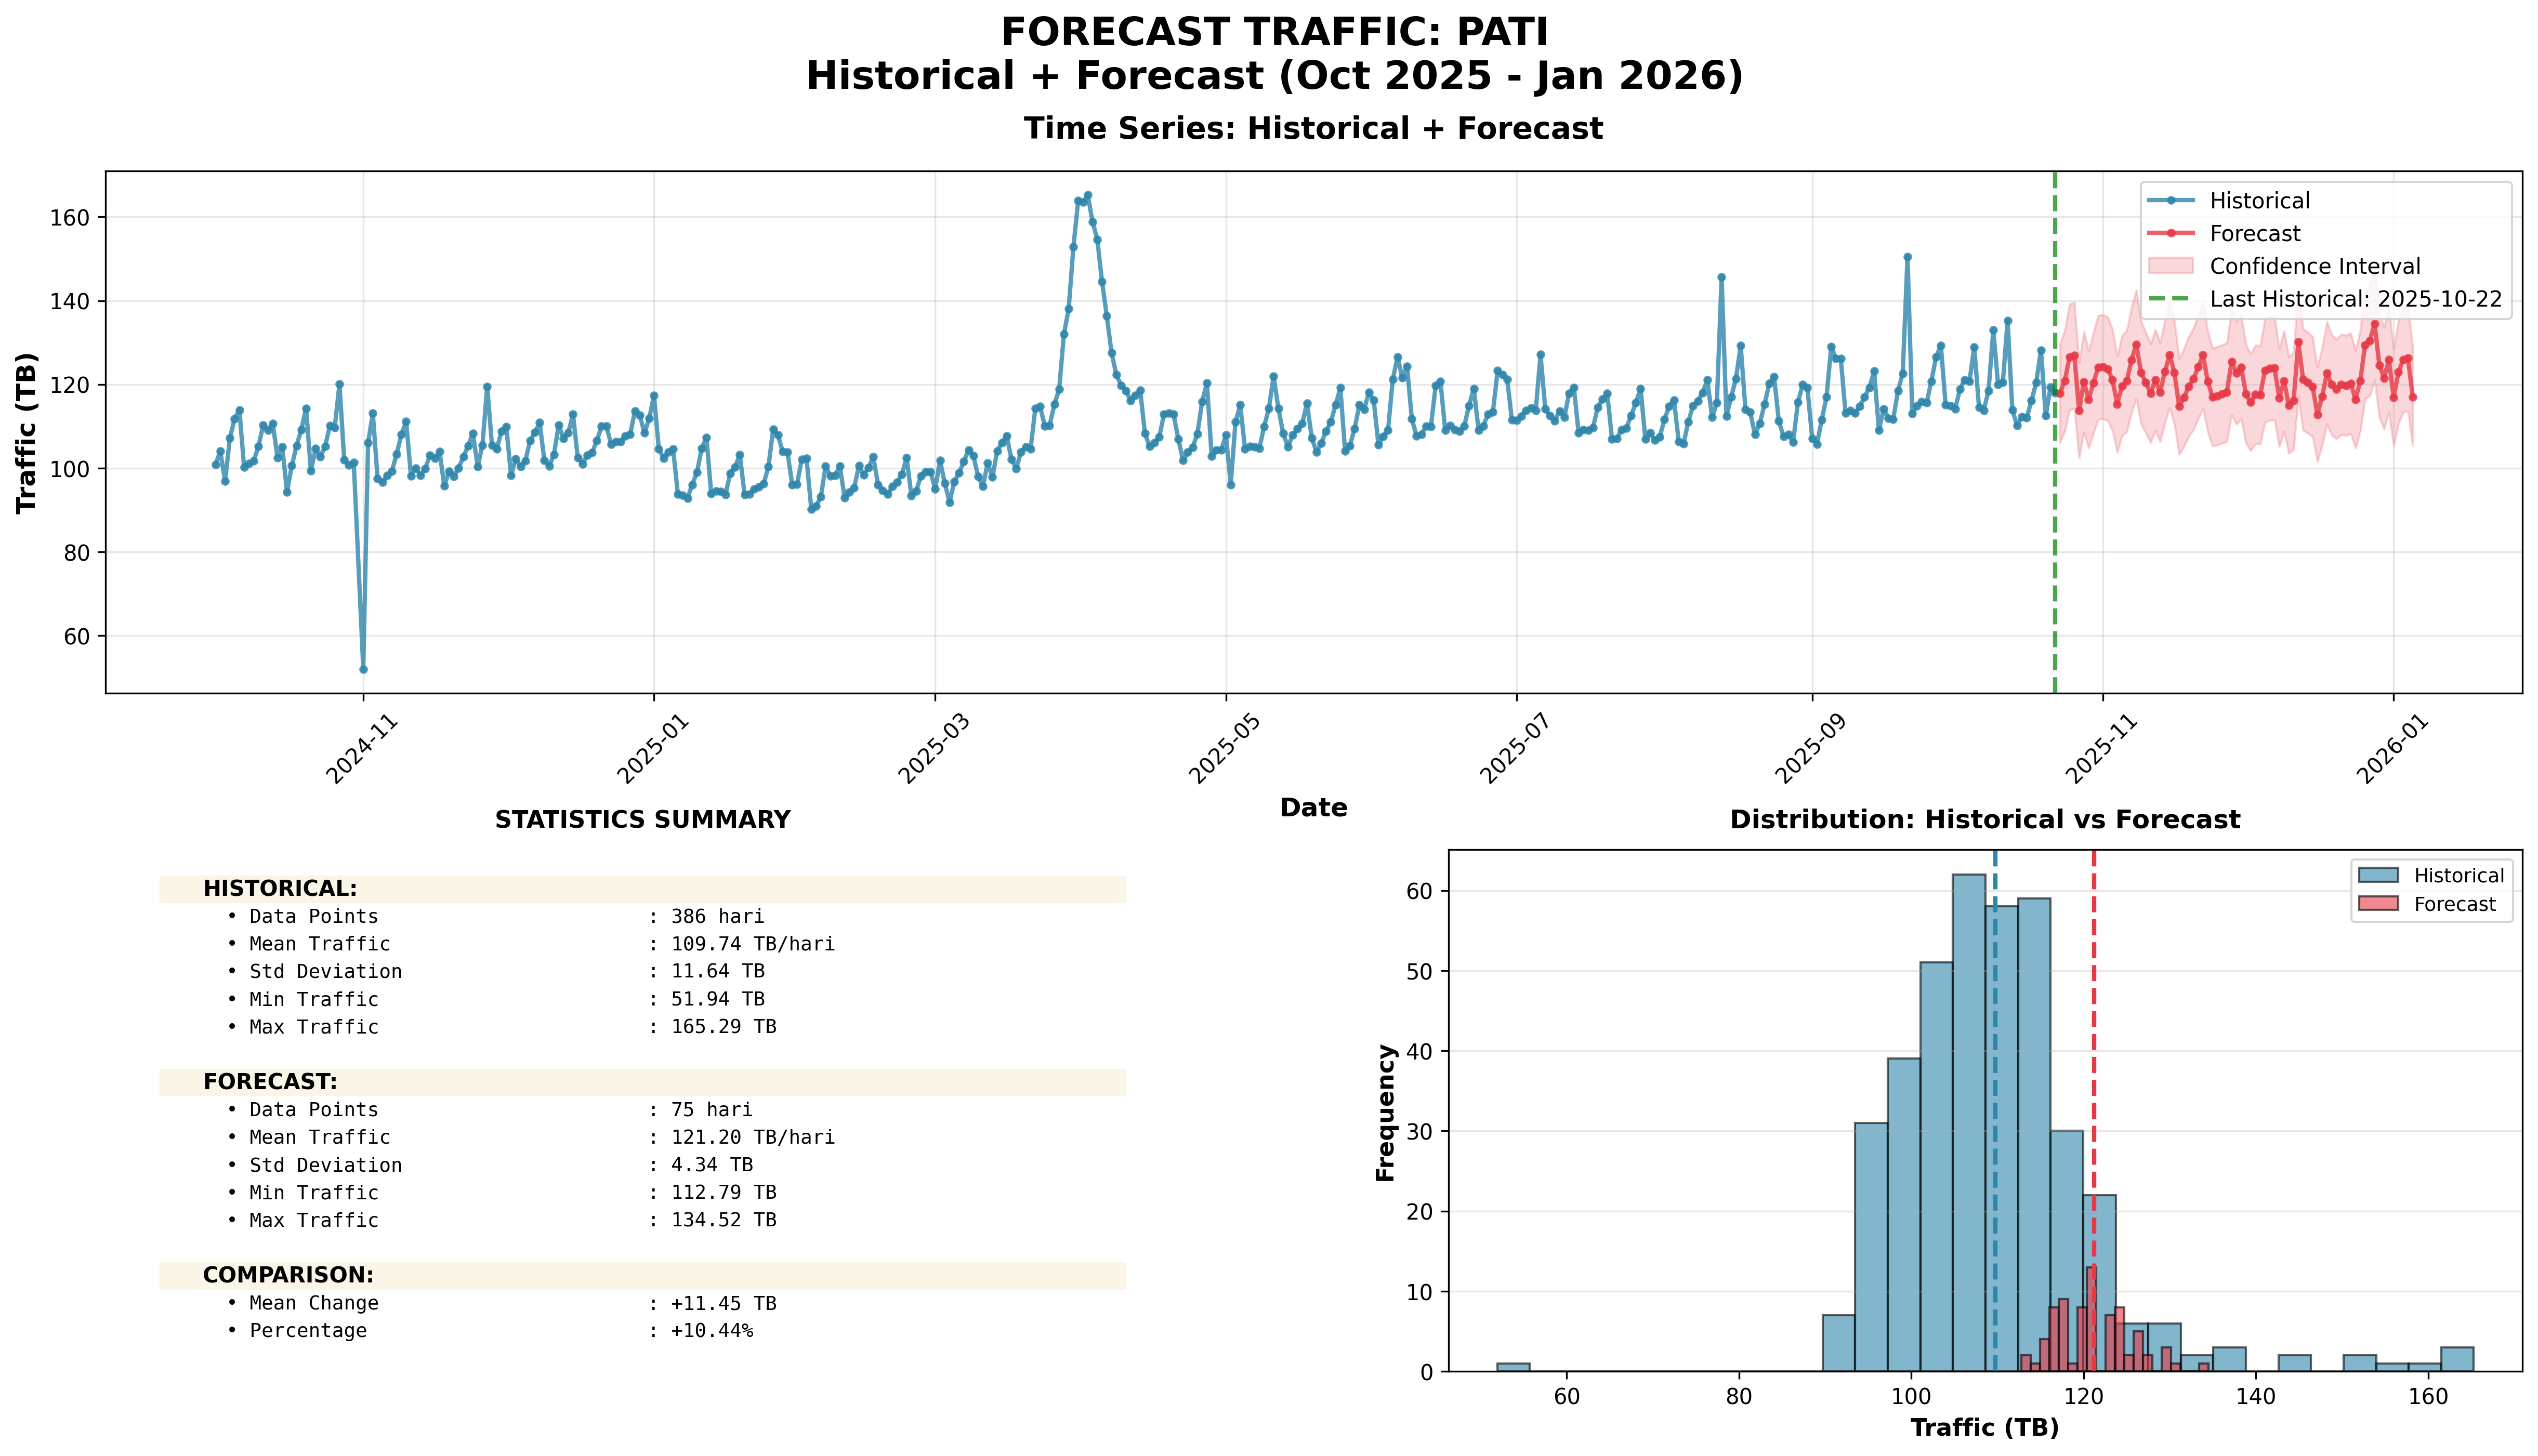 FORECAST TRAFFIC: PATI
Historical + Forecast (Oct 2025 - Jan 2026)
Time Series: Historical + Forecast
Traffic (TB)
160
140
120
100
80
60
Historical
Forecast
Confidence Interval
Last Historical: 2025-10-22
2024-11
2025-01
2025-03
2025-05
2025-07
2025-09
2025-11
2026-01
Date
STATISTICS SUMMARY
HISTORICAL:
• Data Points : 386 hari
• Mean Traffic : 109.74 TB/hari
• Std Deviation : 11.64 TB
• Min Traffic : 51.94 TB
• Max Traffic : 165.29 TB
FORECAST:
• Data Points : 75 hari
• Mean Traffic : 121.20 TB/hari
• Std Deviation : 4.34 TB
• Min Traffic : 112.79 TB
• Max Traffic : 134.52 TB
COMPARISON:
• Mean Change : +11.45 TB
• Percentage : +10.44%
Distribution: Historical vs Forecast
Frequency
60
50
40
30
20
10
0
Historical
Forecast
60
80
100
120
140
160
Traffic (TB)